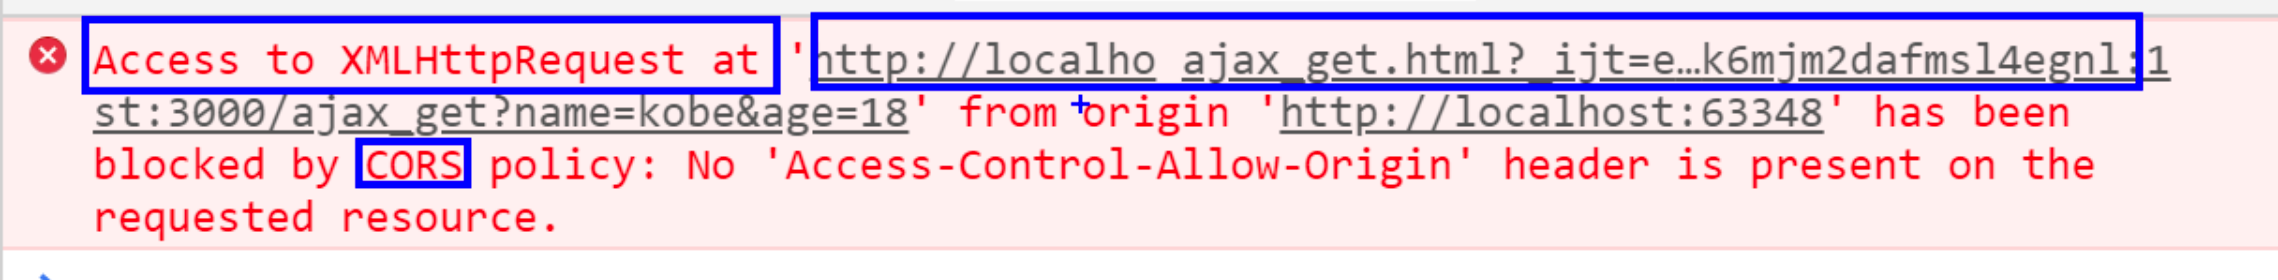 Access to XMLHttpRequest at 'http://localho ajax_get.html?_ijt=e…k6mjm2dafmsl4egnl:1
st:3000/ajax_get?name=kobe&age=18' from origin 'http://localhost:63348' has been
blocked by CORS policy: No 'Access-Control-Allow-Origin' header is present on the
requested resource.